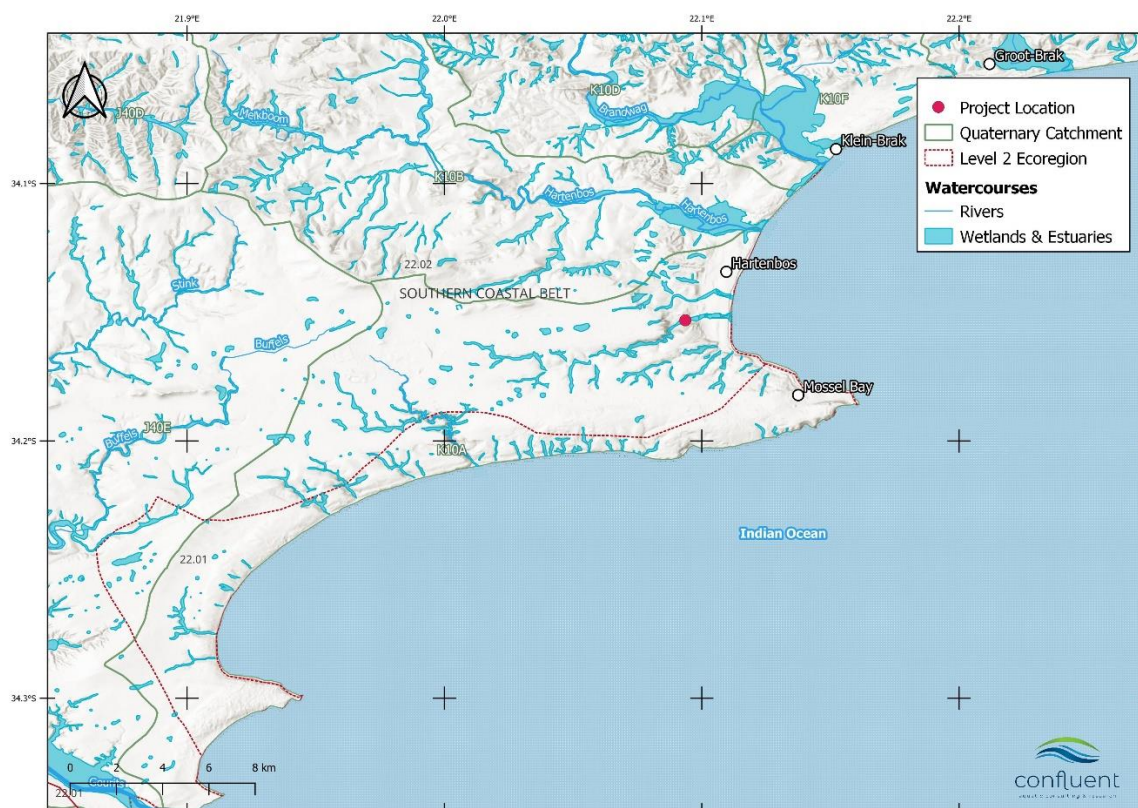 21.9°E
22.0°E
22.1°E
22.2°E
Groot-Brak
J40D
Melkboom
K10D
Brandwag
K10F
Klein-Brak
Project Location
Quaternary Catchment
Level 2 Ecoregion
Watercourses
Rivers
Wetlands & Estuaries
34.1°S
K10B
Hartenbos
Hartenbos
Hartenbos
22.02
SOUTHERN COASTAL BELT
Stink
Buffels
Mossel Bay
J40E
Buffels
34.2°S
K10A
Indian Ocean
22.01
34.3°S
Gourits
22.01
0 2 4 6 8 km
confluent